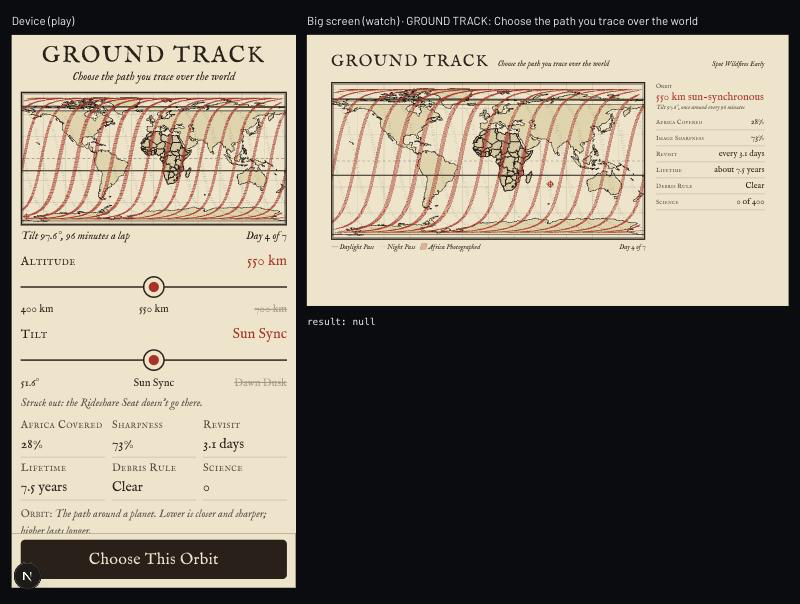 Device (play)
GROUND TRACK
Choose the path you trace over the world
Tilt 97.6°, 96 minutes a lap
Day 4 of 7
Altitude
550 km
400 km
550 km
700 km
Tilt
Sun Sync
51.6°
Sun Sync
Dawn Dusk
Struck out: the Rideshare Seat doesn't go there.
Africa Covered
Sharpness
Revisit
28%
73%
3.1 days
Lifetime
Debris Rule
Science
7.5 years
Clear
0
Orbit: The path around a planet. Lower is closer and sharper;
higher lasts longer.
Choose This Orbit
N
Big screen (watch) · GROUND TRACK: Choose the path you trace over the world
GROUND TRACK
Choose the path you trace over the world
Spot Wildfires Early
Orbit
550 km sun-synchronous
Tilt 97.6°, once around every 96 minutes
Africa Covered
28%
Image Sharpness
73%
Revisit
every 3.1 days
Lifetime
about 7.5 years
Debris Rule
Clear
Science
0 of 400
Daylight Pass
Night Pass
Africa Photographed
Day 4 of 7
result: null